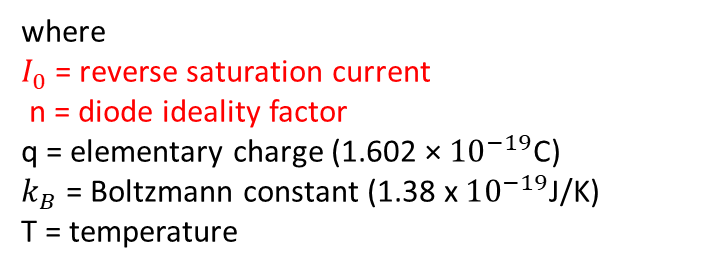 where
I₀ = reverse saturation current
n = diode ideality factor
q = elementary charge (1.602 × 10⁻¹⁹C)
k_B = Boltzmann constant (1.38 x 10⁻¹⁹J/K)
T = temperature